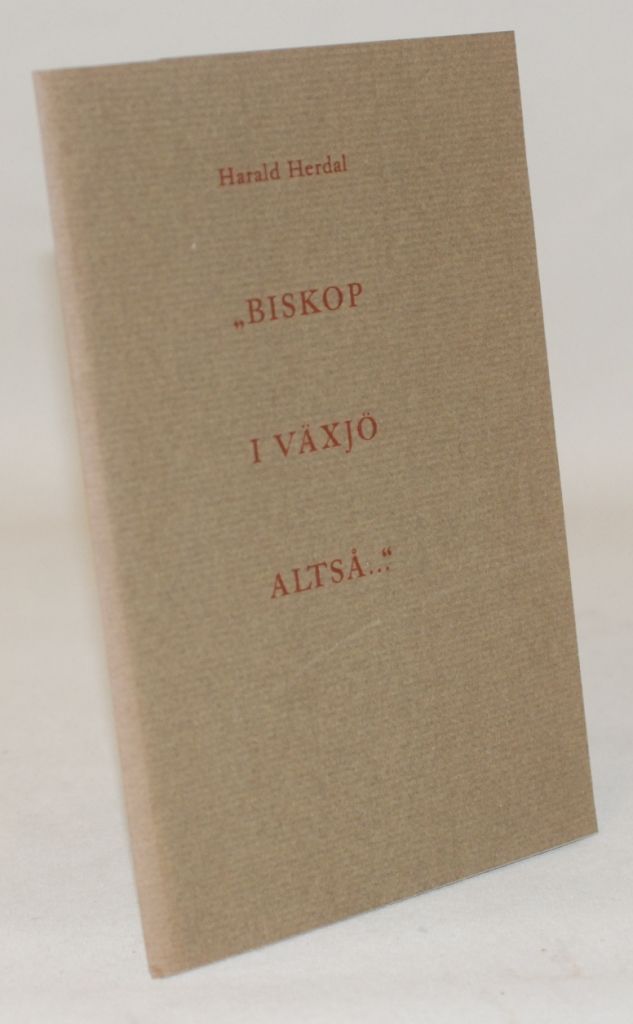 Harald Herdal
„BISKOP
I VÄXJÖ
ALTSÅ...“